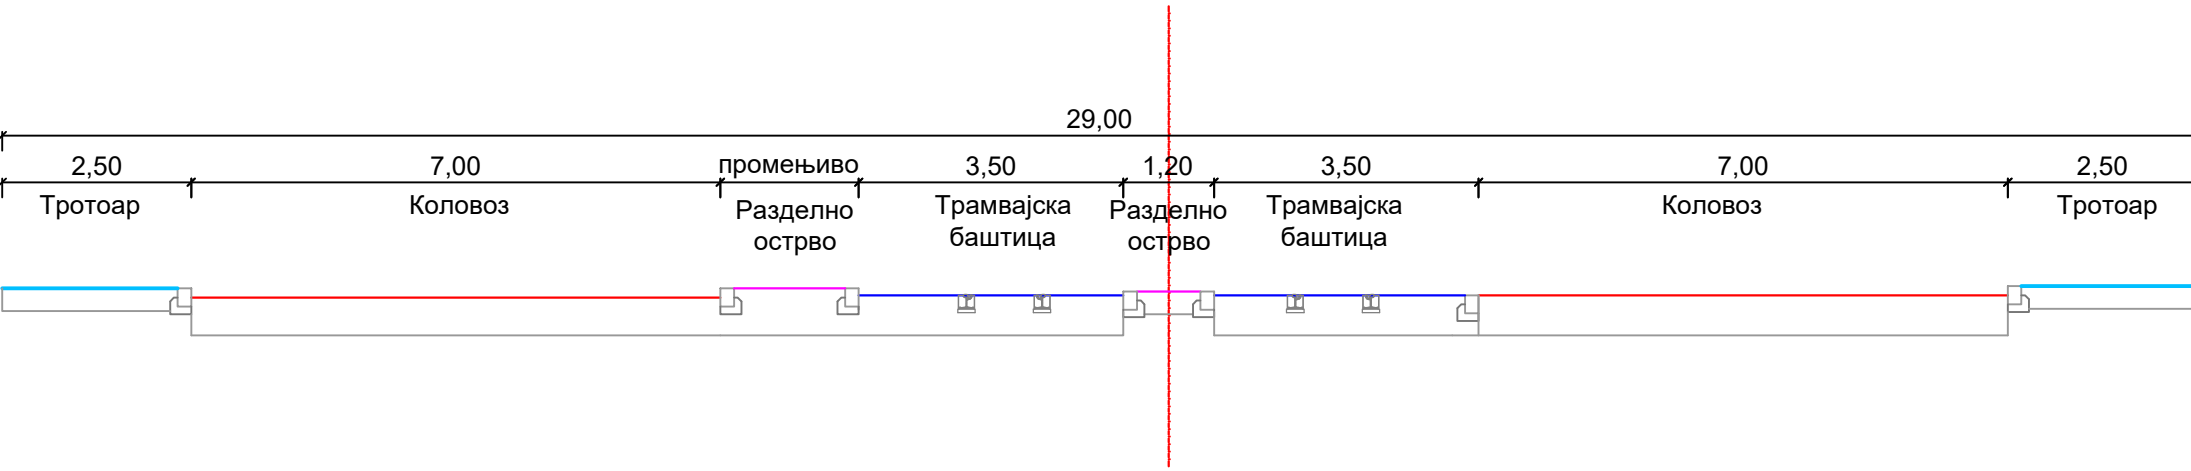 29,00
2,50 7,00 промењиво 3,50 1,20 3,50 7,00 2,50
Тротоар Коловоз Разделно Трамвајска Разделно Трамвајска Коловоз Тротоар
острво баштица острво баштица